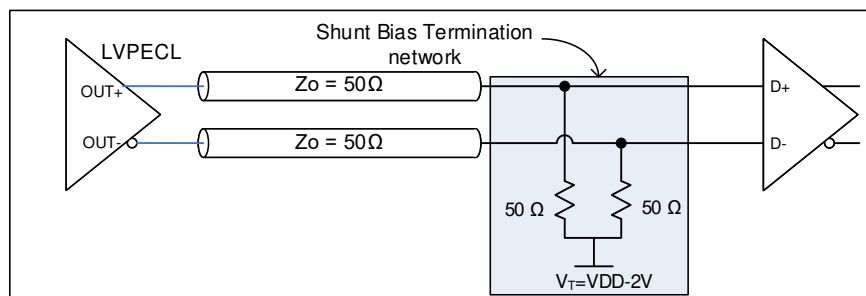 Shunt Bias Termination
network
LVPECL
OUT+
Zo = 50Ω
D+
OUT-
Zo = 50Ω
D-
50 Ω
50 Ω
VT=VDD-2V